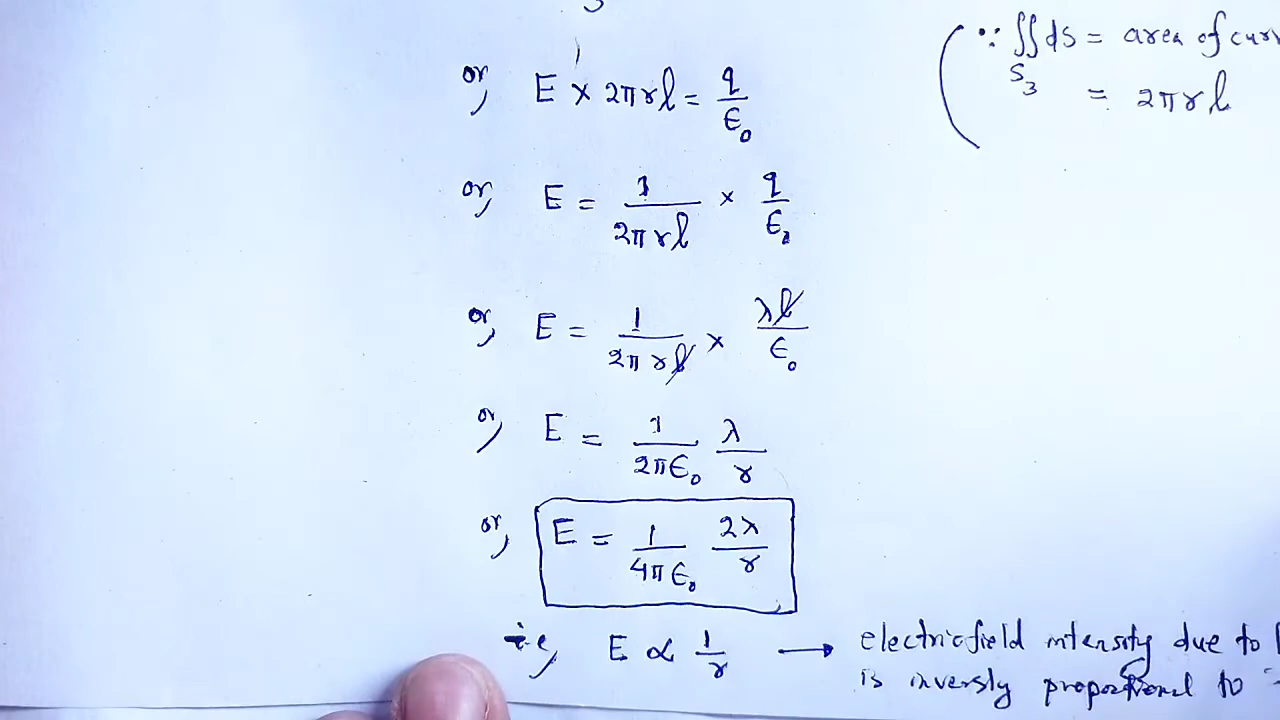 or, E × 2πrl = q/ϵ₀
(∵ ∬ ds = area of
S₃
= 2πrl
or, E = 1/2πrl × q/ϵ₀
or, E = 1/2πrl × λl/ϵ₀
or, E = 1/2πϵ₀ λ/r
or, E = 1/4πϵ₀ 2λ/r
i.e, E ∝ 1/r → electric field intensity due to
is inversly proportional to